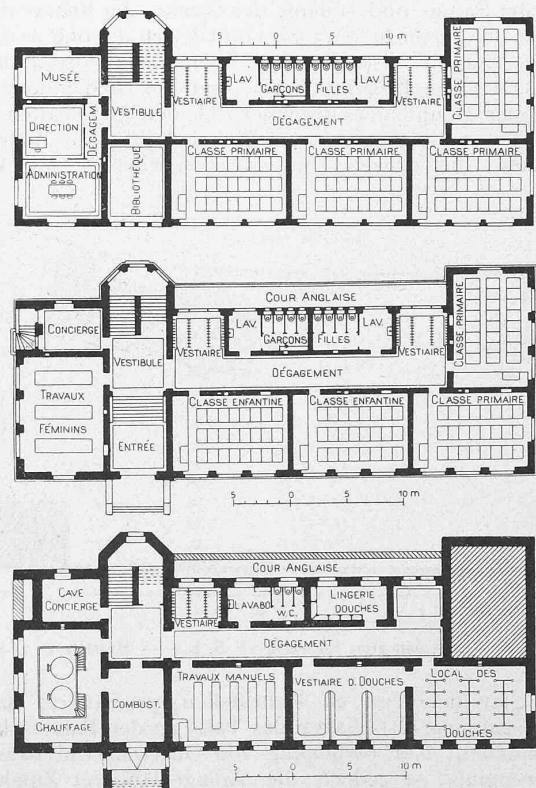 5 0 5 10 m
MUSÉE
VESTIBULE
VESTIAIRE
LAV.
GARÇONS
FILLES
LAV.
VESTIAIRE
CLASSE PRIMAIRE
DIRECTION
DÉGAGEM
DÉGAGEMENT
ADMINISTRATION
BIBLIOTHÈQUE
CLASSE PRIMAIRE
CLASSE PRIMAIRE
CLASSE PRIMAIRE
COUR ANGLAISE
CONCIERGE
VESTIBULE
VESTIAIRE
LAV.
GARÇONS
FILLES
LAV.
VESTIAIRE
CLASSE PRIMAIRE
DÉGAGEMENT
TRAVAUX
FÉMININS
ENTRÉE
CLASSE ENFANTINE
CLASSE ENFANTINE
CLASSE PRIMAIRE
5 0 5 10 m
COUR ANGLAISE
CAVE
CONCIERGE
VESTIAIRE
LAVABO
W.C.
LINGERIE
DOUCHES
DÉGAGEMENT
CHAUFFAGE
COMBUST.
TRAVAUX MANUELS
VESTIAIRE D. DOUCHES
LOCAL DES
DOUCHES
5 0 5 10 m